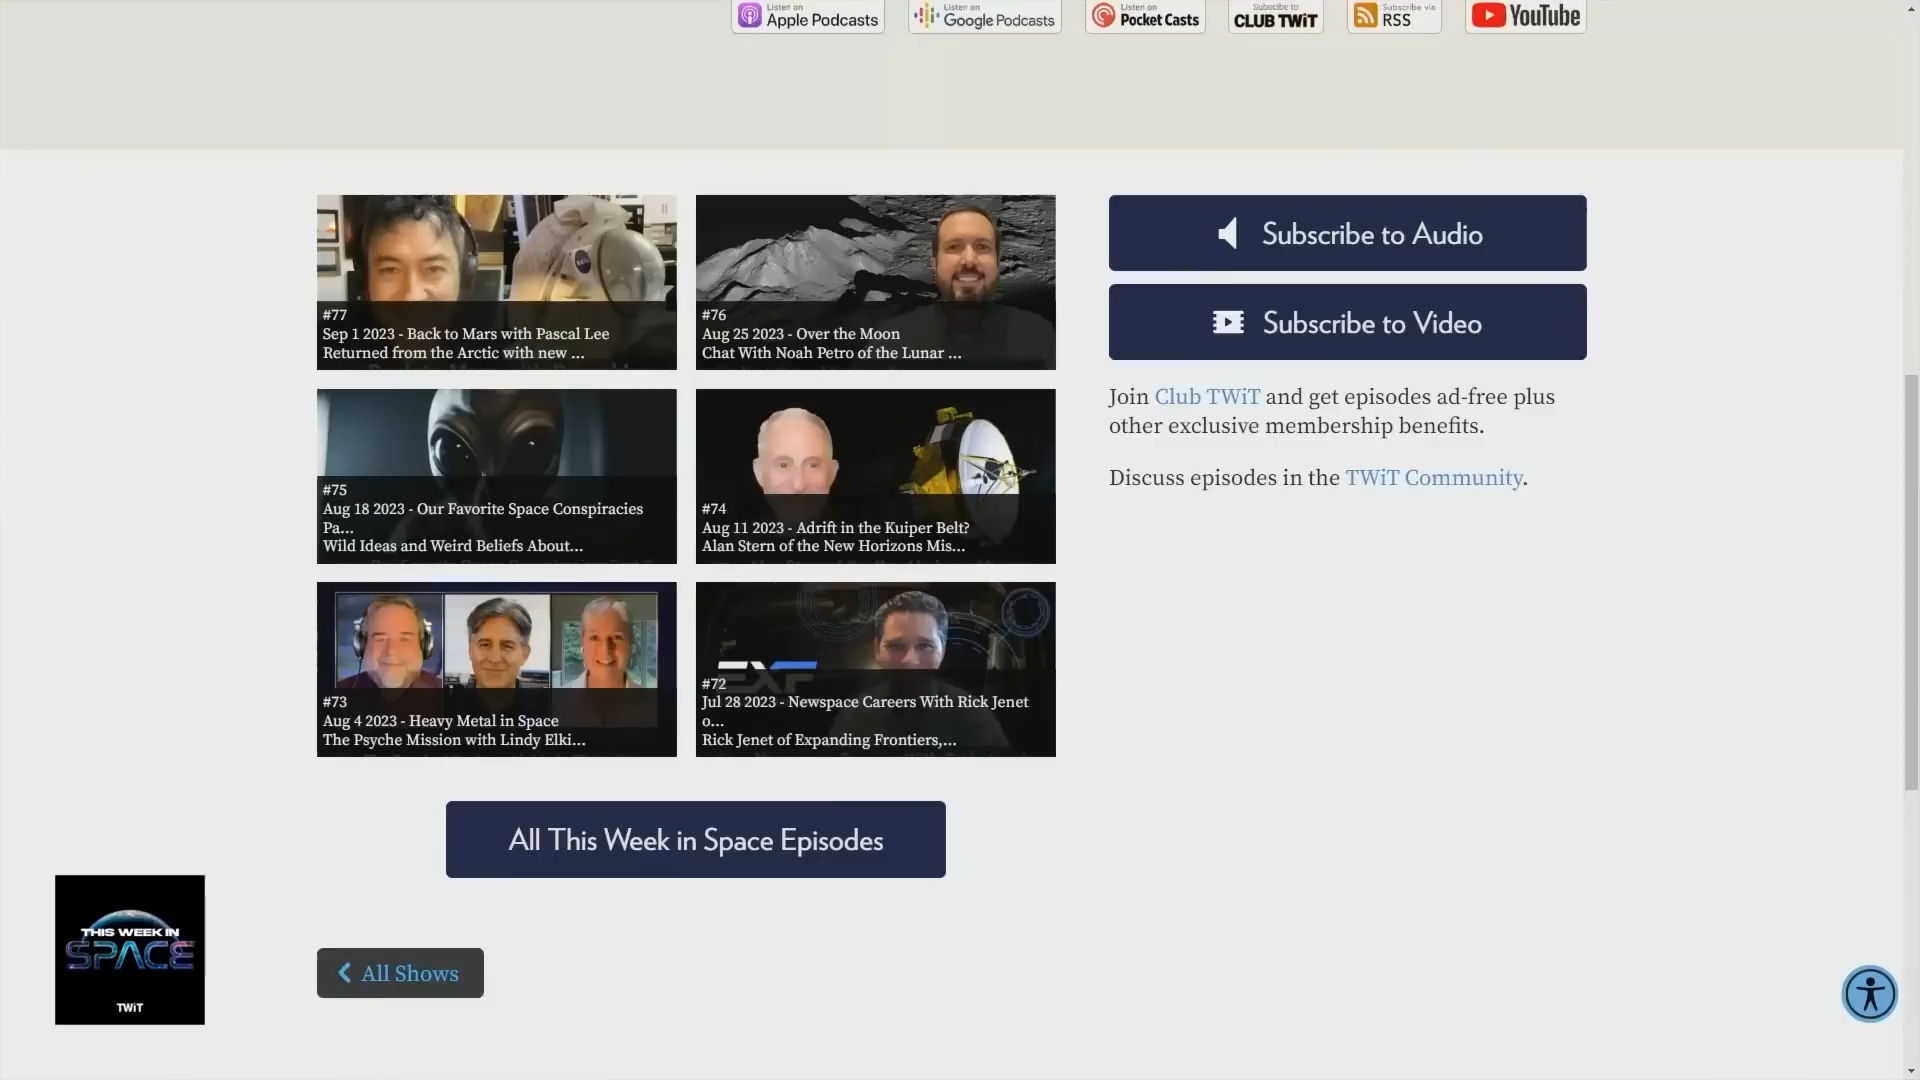 Listen on
Apple Podcasts
Listen on
Google Podcasts
Listen on
Pocket Casts
Subscribe to
CLUB TWiT
Subscribe via
RSS
YouTube
#77
Sep 1 2023 - Back to Mars with Pascal Lee
Returned from the Arctic with new ...
#76
Aug 25 2023 - Over the Moon
Chat With Noah Petro of the Lunar ...
#75
Aug 18 2023 - Our Favorite Space Conspiracies
Pa...
Wild Ideas and Weird Beliefs About...
#74
Aug 11 2023 - Adrift in the Kuiper Belt?
Alan Stern of the New Horizons Mis...
EXF
#73
Aug 4 2023 - Heavy Metal in Space
The Psyche Mission with Lindy Elki...
#72
Jul 28 2023 - Newspace Careers With Rick Jenet
o...
Rick Jenet of Expanding Frontiers,...
Subscribe to Audio
Subscribe to Video
Join Club TWiT and get episodes ad-free plus
other exclusive membership benefits.
Discuss episodes in the TWiT Community.
All This Week in Space Episodes
THIS WEEK IN
SPACE
TWiT
All Shows